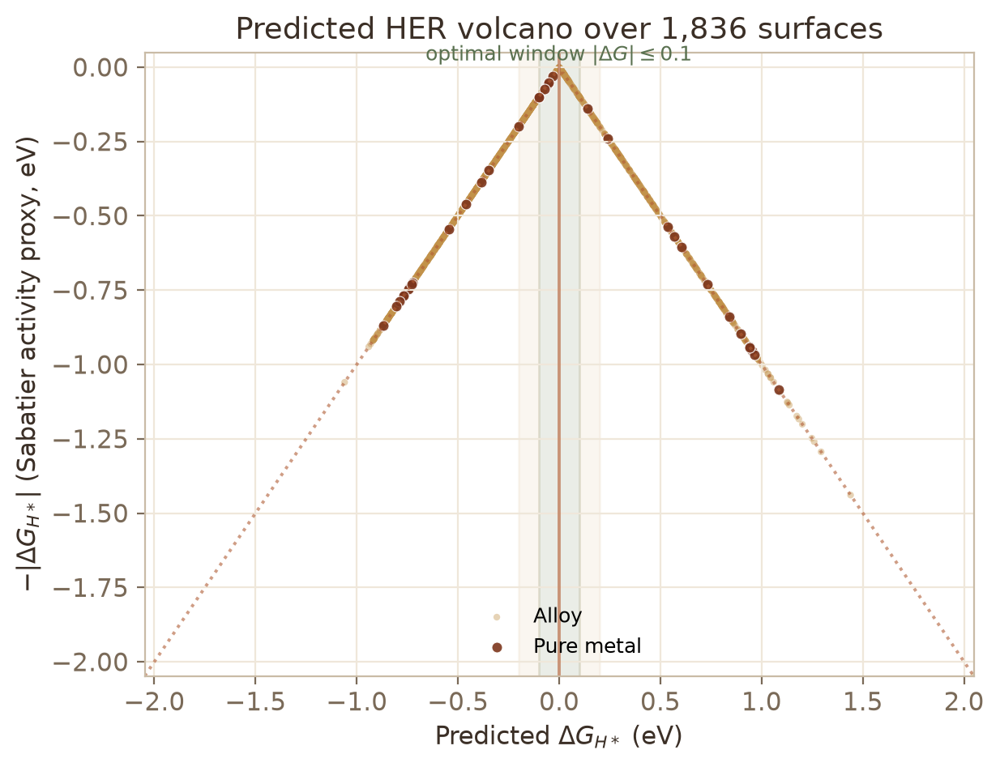 Predicted HER volcano over 1,836 surfaces
optimal window |ΔG| ≤ 0.1
0.00
−0.25
−0.50
−0.75
−1.00
−1.25
−1.50
−1.75
−2.00
−|ΔG_{H*}| (Sabatier activity proxy, eV)
Alloy
Pure metal
−2.0 −1.5 −1.0 −0.5 0.0 0.5 1.0 1.5 2.0
Predicted ΔG_{H*} (eV)